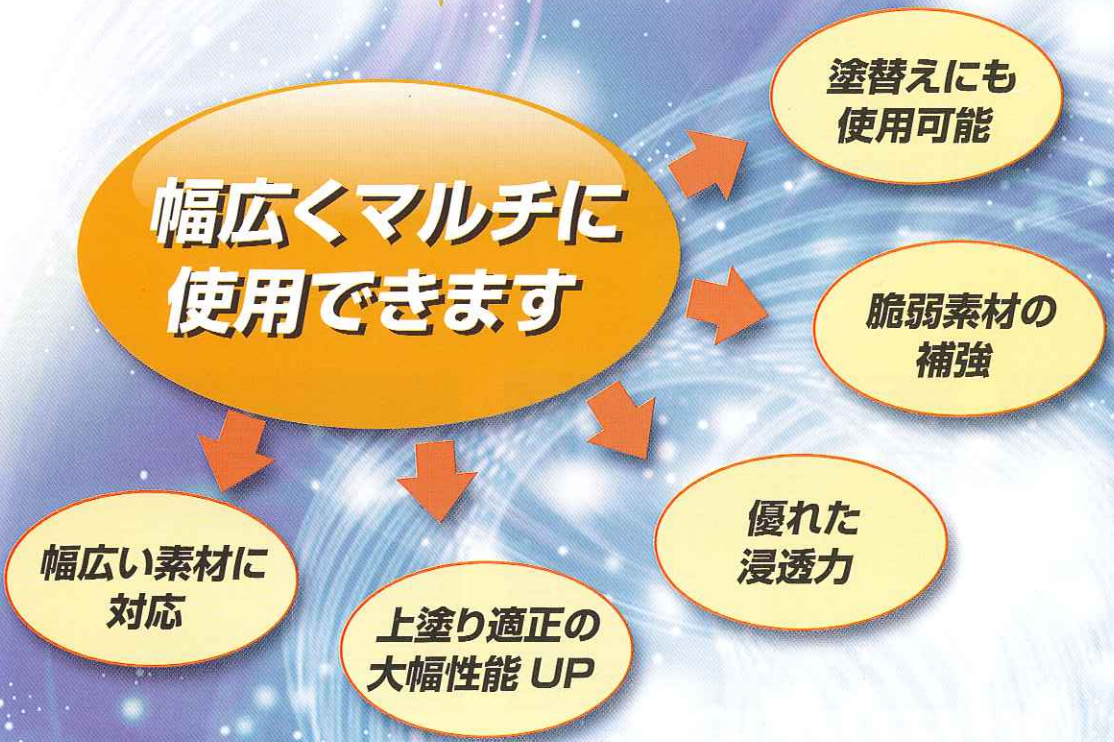 幅広くマルチに
使用できます
塗替えにも
使用可能
脆弱素材の
補強
優れた
浸透力
上塗り適正の
大幅性能 UP
幅広い素材に
対応